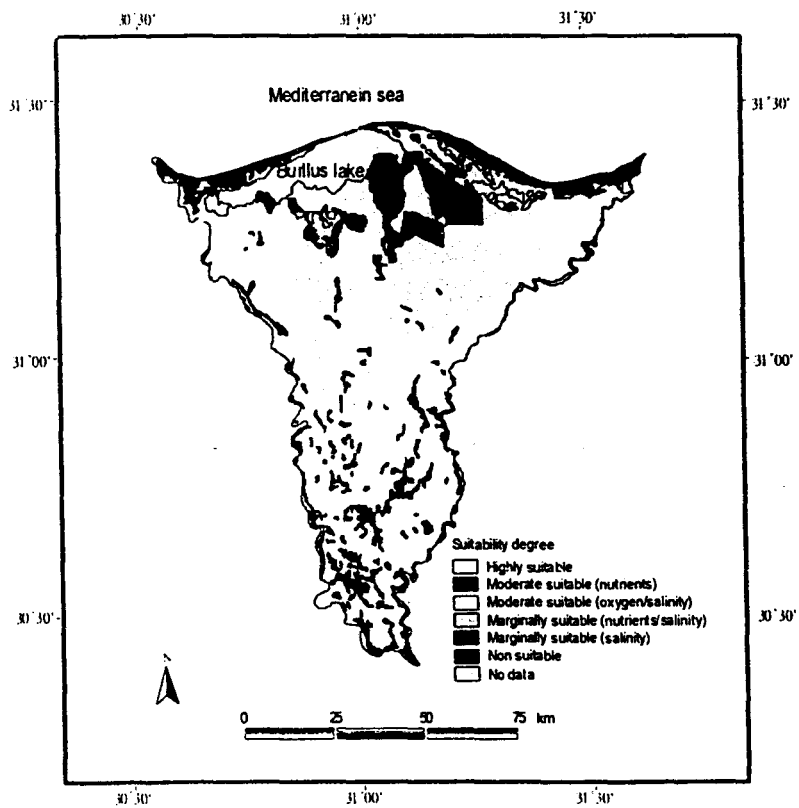 30°30' 31°00' 31°30'
31°30' 31°30'
Mediterranein sea
Burllus lake
31°00' 31°00'
Suitability degree
Highly suitable
Moderate suitable (nutrients)
Moderate suitable (oxygen/salinity)
Marginally suitable (nutrients/salinity)
Marginally suitable (salinity)
Non suitable
No data
30°30' 30°30'
N
0 25 50 75 km
30°30' 31°00' 31°30'